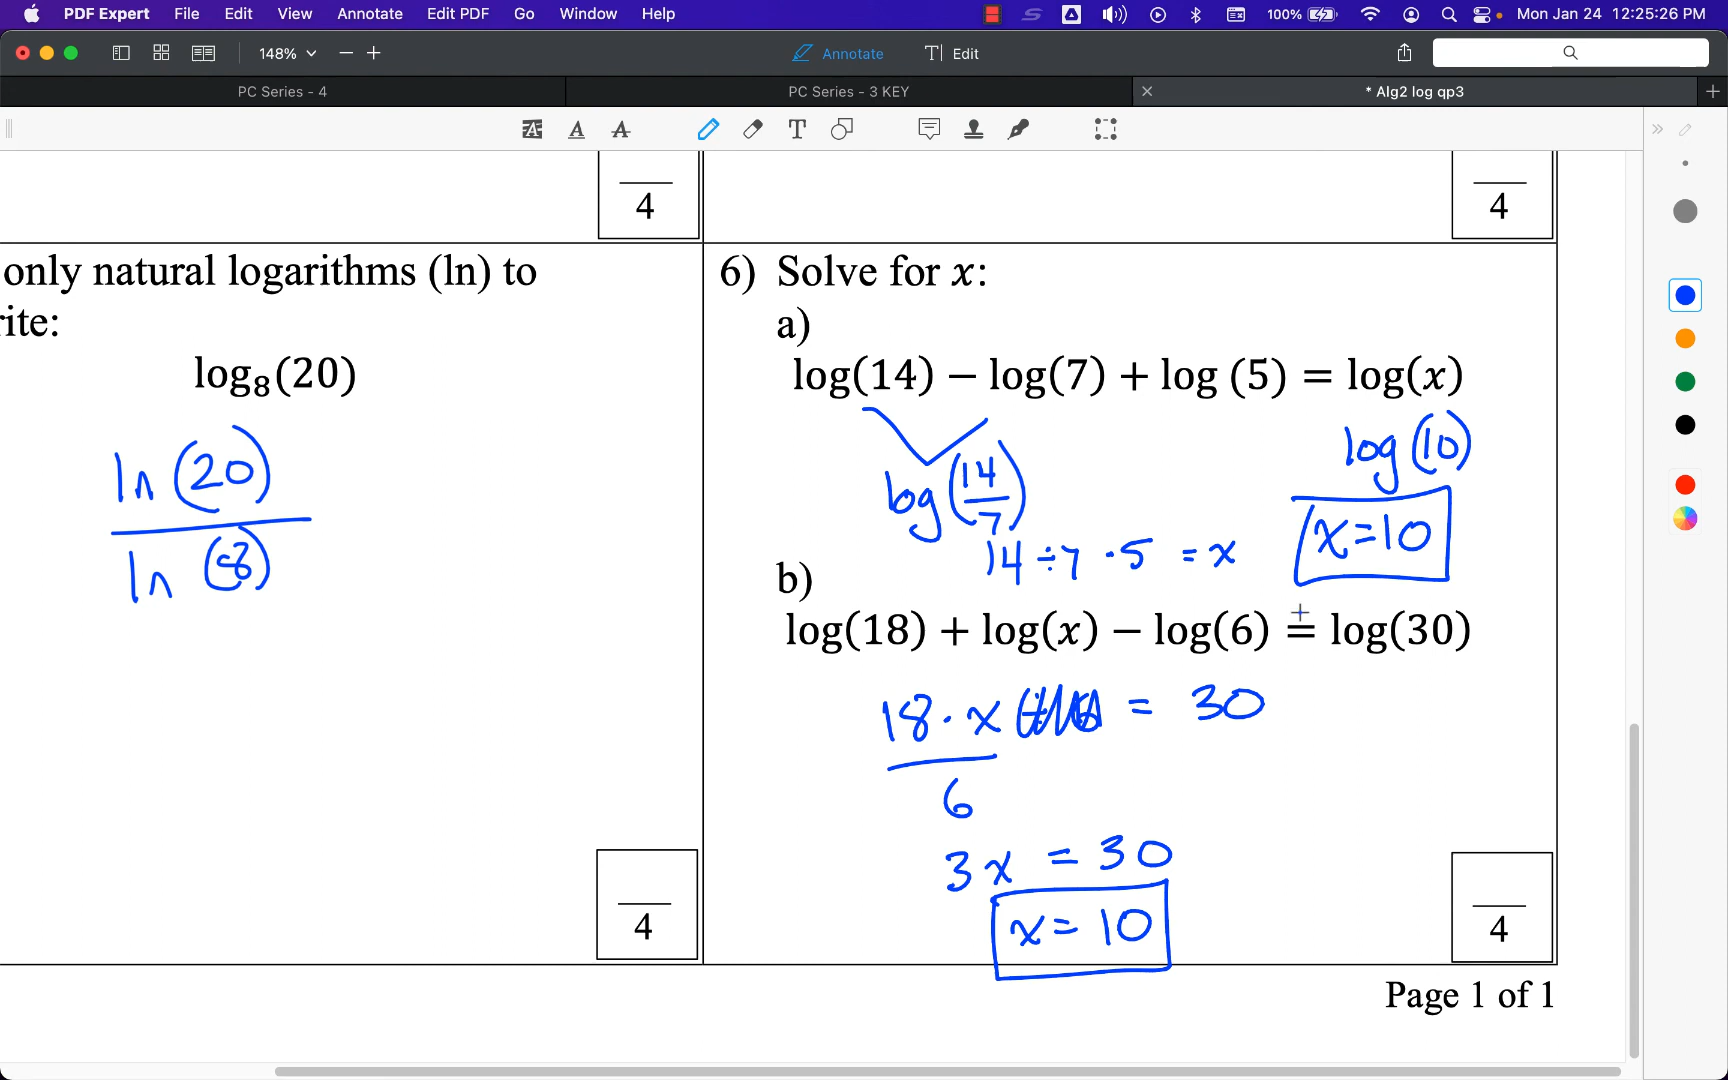 PDF Expert File Edit View Annotate Edit PDF Go Window Help 100% Mon Jan 24 12:25:26 PM
148% Annotate T Edit
PC Series - 4 PC Series - 3 KEY * Alg2 log qp3
4
4
only natural logarithms (ln) to
rite:
log₈(20)
ln (20)
ln (8)
4
6) Solve for x:
a)
log(14) − log(7) + log (5) = log(x)
log (14/7)
log (10)
14 ÷ 7 · 5 = x
x = 10
b)
log(18) + log(x) − log(6) = log(30)
18 · x = 30
6
3x = 30
x = 10
4
Page 1 of 1